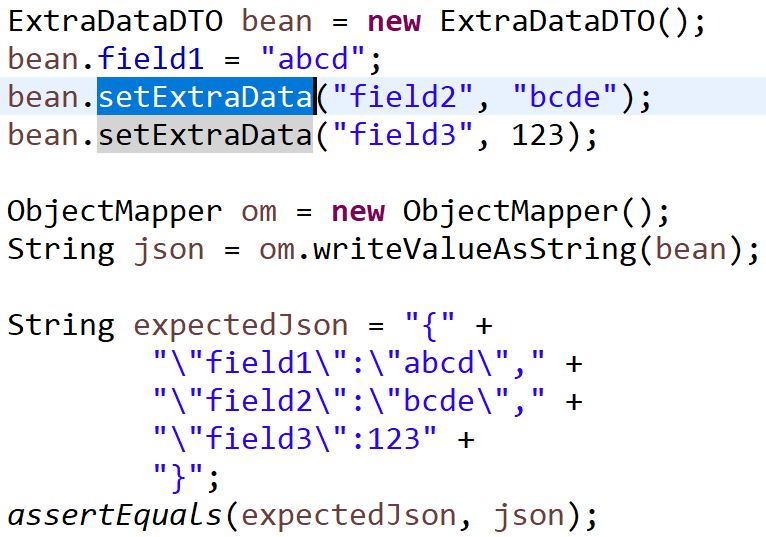 ExtraDataDTO bean = new ExtraDataDTO();
bean.field1 = "abcd";
bean.setExtraData("field2", "bcde");
bean.setExtraData("field3", 123);
ObjectMapper om = new ObjectMapper();
String json = om.writeValueAsString(bean);
String expectedJson = "{" +
"\"field1\":\"abcd\"," +
"\"field2\":\"bcde\"," +
"\"field3\":123" +
"}";
assertEquals(expectedJson, json);